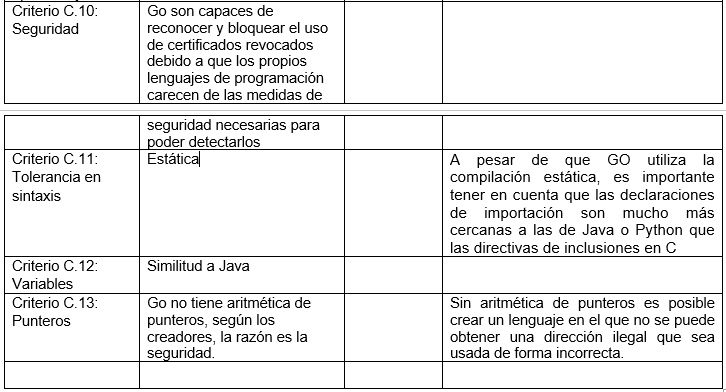 Criterio C.10:
Seguridad
Go son capaces de
reconocer y bloquear el uso
de certificados revocados
debido a que los propios
lenguajes de programación
carecen de las medidas de
seguridad necesarias para
poder detectarlos
Criterio C.11:
Tolerancia en
sintaxis
Estática
A pesar de que GO utiliza la
compilación estática, es importante
tener en cuenta que las declaraciones
de importación son mucho más
cercanas a las de Java o Python que
las directivas de inclusiones en C
Criterio C.12:
Variables
Similitud a Java
Criterio C.13:
Punteros
Go no tiene aritmética de
punteros, según los
creadores, la razón es la
seguridad.
Sin aritmética de punteros es posible
crear un lenguaje en el que no se puede
obtener una dirección ilegal que sea
usada de forma incorrecta.